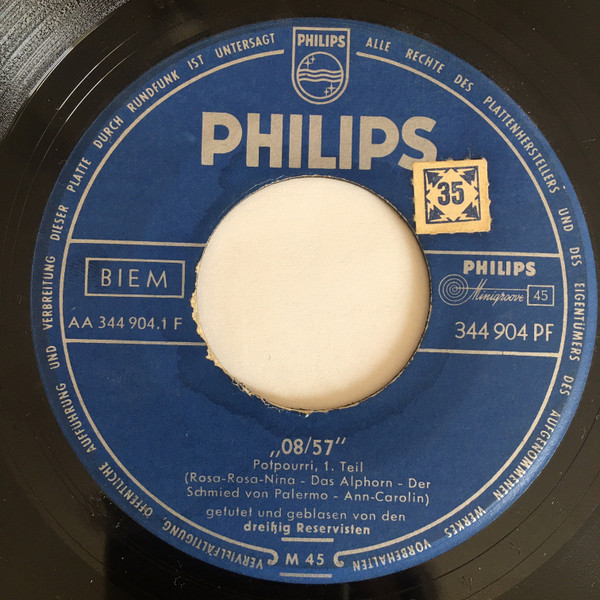 ALLE RECHTE DES PLATTENHERSTELLERS UND DES EIGENTÜMERS DES AUFGENOMMENEN WERKES VORBEHALTEN
VERVIELFÄLTIGUNG, ÖFFENTLICHE AUFFÜHRUNG UND VERBREITUNG DIESER PLATTE DURCH RUNDFUNK IST UNTERSAGT
PHILIPS
PHILIPS
35
BIEM
AA 344 904.1 F
PHILIPS
Minigroove 45
344 904 PF
„08/57"
Potpourri, 1. Teil
(Rosa-Rosa-Nina - Das Alphorn - Der
Schmied von Palermo - Ann-Carolin)
getutet und geblasen von den
dreißig Reservisten
M 45